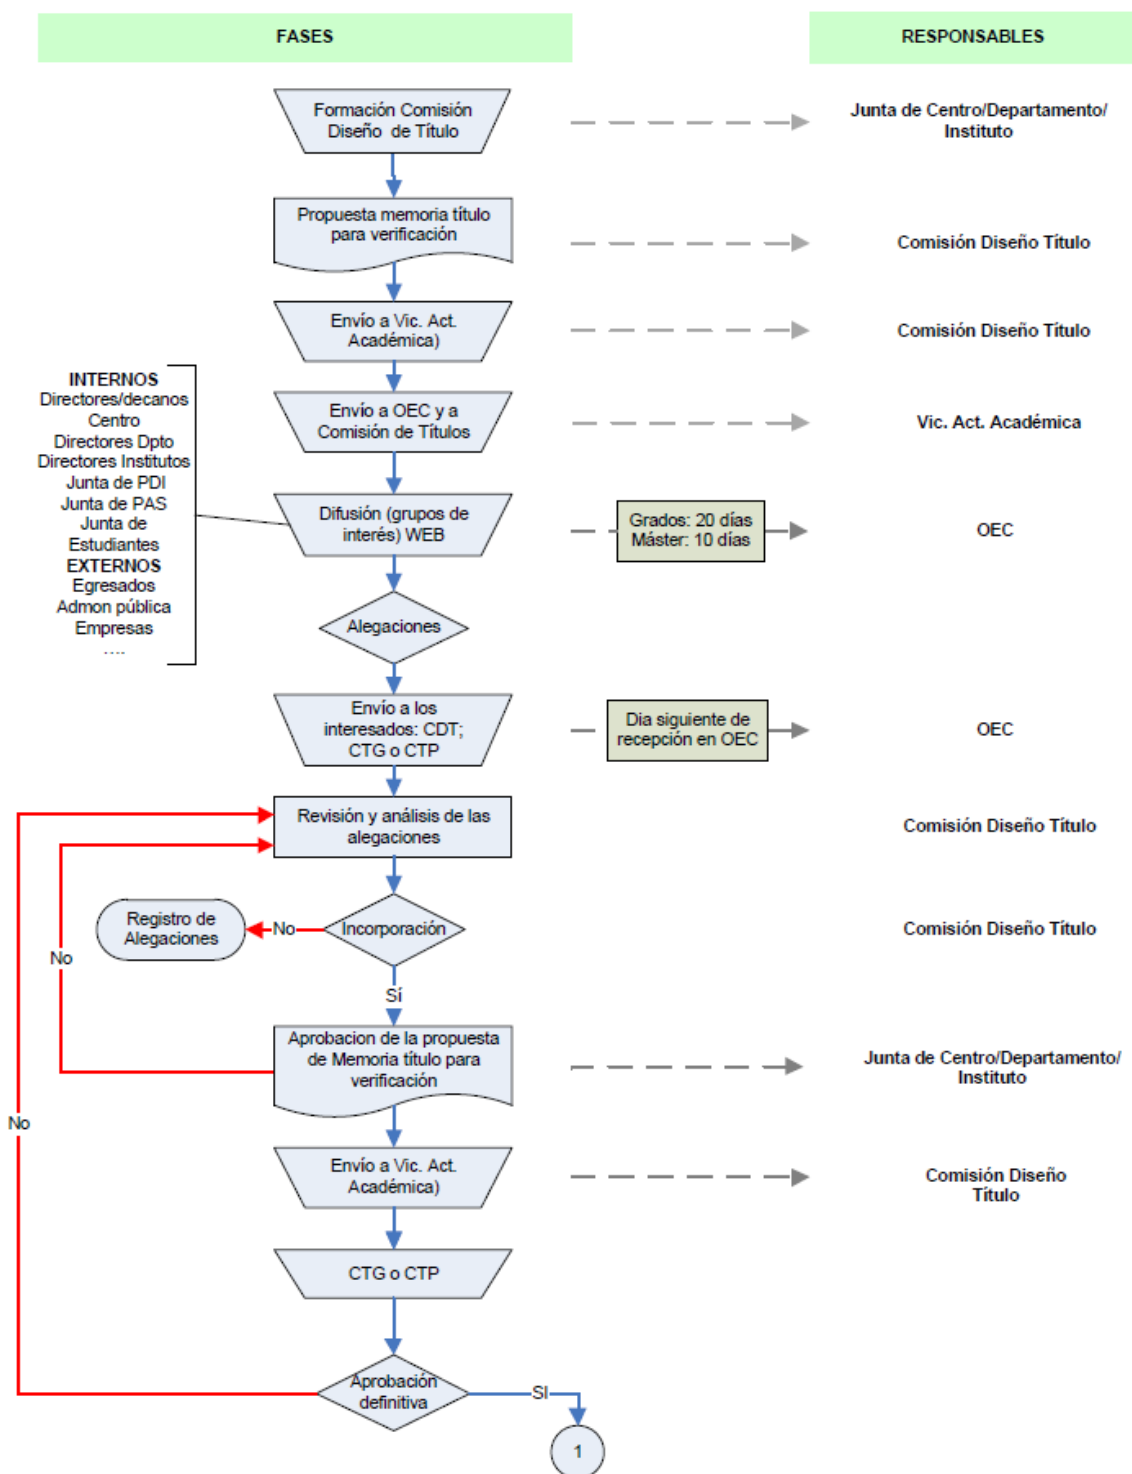 FASES
RESPONSABLES
Formación Comisión
Diseño de Título
Junta de Centro/Departamento/
Instituto
Propuesta memoria título
para verificación
Comisión Diseño Título
Envío a Vic. Act.
Académica)
Comisión Diseño Título
INTERNOS
Directores/decanos
Centro
Directores Dpto
Directores Institutos
Junta de PDI
Junta de PAS
Junta de
Estudiantes
EXTERNOS
Egresados
Admon pública
Empresas
....
Envío a OEC y a
Comisión de Títulos
Vic. Act. Académica
Difusión (grupos de
interés) WEB
Grados: 20 días
Máster: 10 días
OEC
Alegaciones
Envío a los
interesados: CDT;
CTG o CTP
Dia siguiente de
recepción en OEC
OEC
Revisión y análisis de las
alegaciones
Comisión Diseño Título
Registro de
Alegaciones
No
Incorporación
Comisión Diseño Título
No
Sí
Aprobacion de la propuesta
de Memoria título para
verificación
Junta de Centro/Departamento/
Instituto
No
Envío a Vic. Act.
Académica)
Comisión Diseño
Título
CTG o CTP
Aprobación
definitiva
SI
1